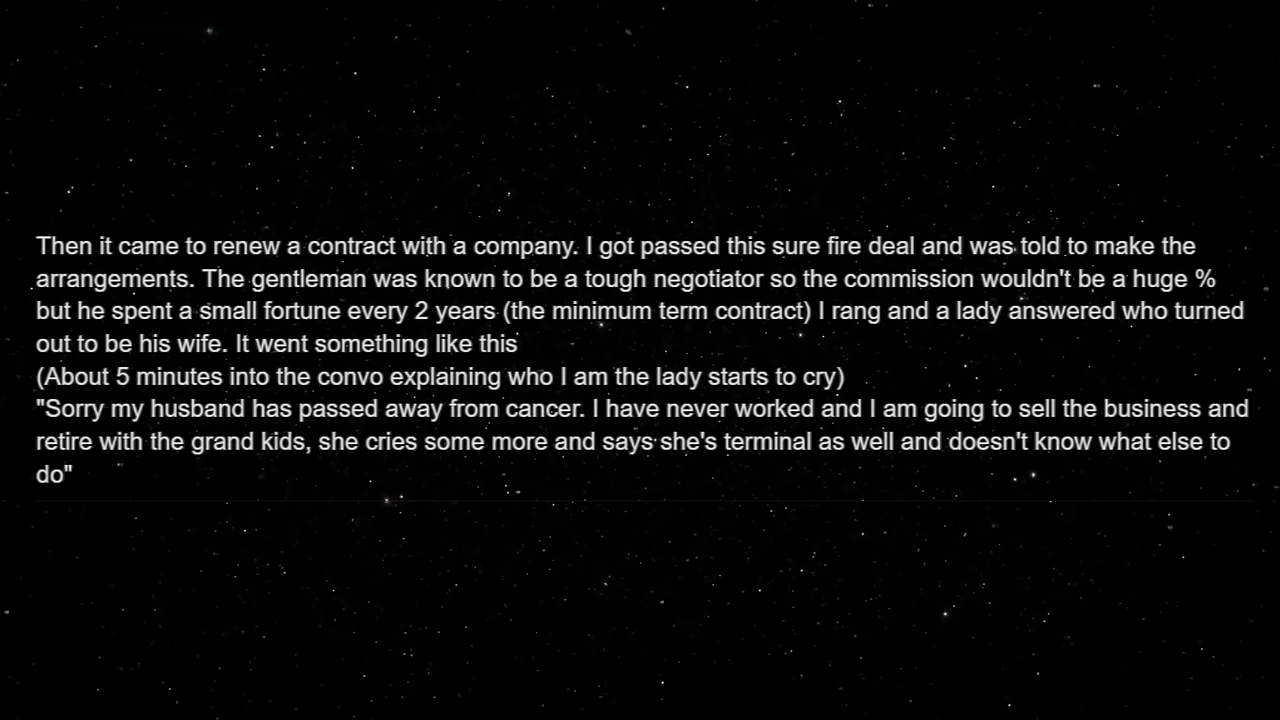 Then it came to renew a contract with a company. I got passed this sure fire deal and was told to make the
arrangements. The gentleman was known to be a tough negotiator so the commission wouldn't be a huge %
but he spent a small fortune every 2 years (the minimum term contract) I rang and a lady answered who turned
out to be his wife. It went something like this
(About 5 minutes into the convo explaining who I am the lady starts to cry)
"Sorry my husband has passed away from cancer. I have never worked and I am going to sell the business and
retire with the grand kids, she cries some more and says she's terminal as well and doesn't know what else to
do"